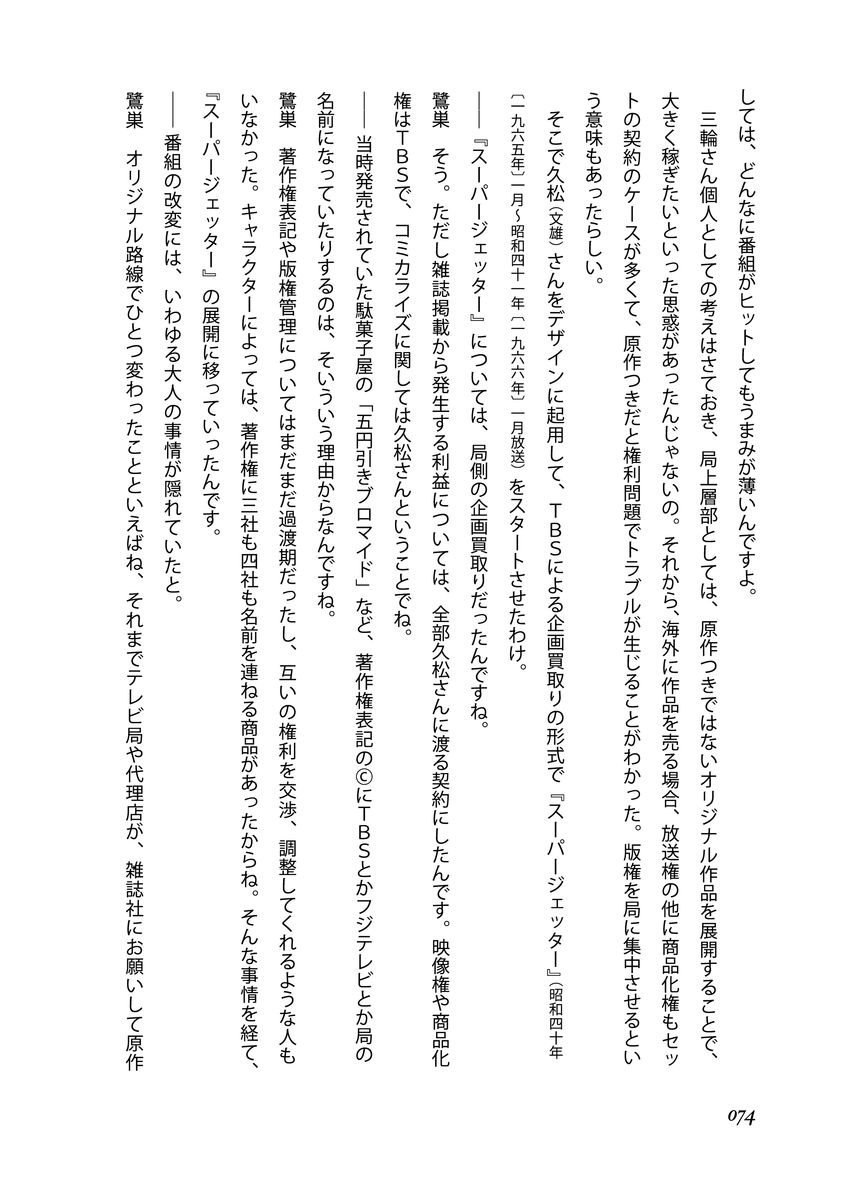 しては、どんなに番組がヒットしてもうまみが薄いんですよ。
三輪さん個人としての考えはさておき、局上層部としては、原作つきではないオリジナル作品を展開することで、
大きく稼ぎたいといった思惑があったんじゃないの。それから、海外に作品を売る場合、放送権の他に商品化権もセッ
トの契約のケースが多くて、原作つきだと権利問題でトラブルが生じることがわかった。版権を局に集中させるとい
う意味もあったらしい。
そこで久松（文雄）さんをデザインに起用して、TBSによる企画買取りの形式で『スーパージェッター』（昭和四十年
〔一九六五年〕一月〜昭和四十一年〔一九六六年〕一月放送）をスタートさせたわけ。
――『スーパージェッター』については、局側の企画買取りだったんですね。
鷺巣　そう。ただし雑誌掲載から発生する利益については、全部久松さんに渡る契約にしたんです。映像権や商品化
権はTBSで、コミカライズに関しては久松さんということでね。
――当時発売されていた駄菓子屋の「五円引きブロマイド」など、著作権表記の©にTBSとかフジテレビとか局の
名前になっていたりするのは、そいういう理由からなんですね。
鷺巣　著作権表記や版権管理についてはまだまだ過渡期だったし、互いの権利を交渉、調整してくれるような人も
いなかった。キャラクターによっては、著作権に三社も四社も名前を連ねる商品があったからね。そんな事情を経て、
『スーパージェッター』の展開に移っていったんです。
――番組の改変には、いわゆる大人の事情が隠れていたと。
鷺巣　オリジナル路線でひとつ変わったことといえばね、それまでテレビ局や代理店が、雑誌社にお願いして原作
074